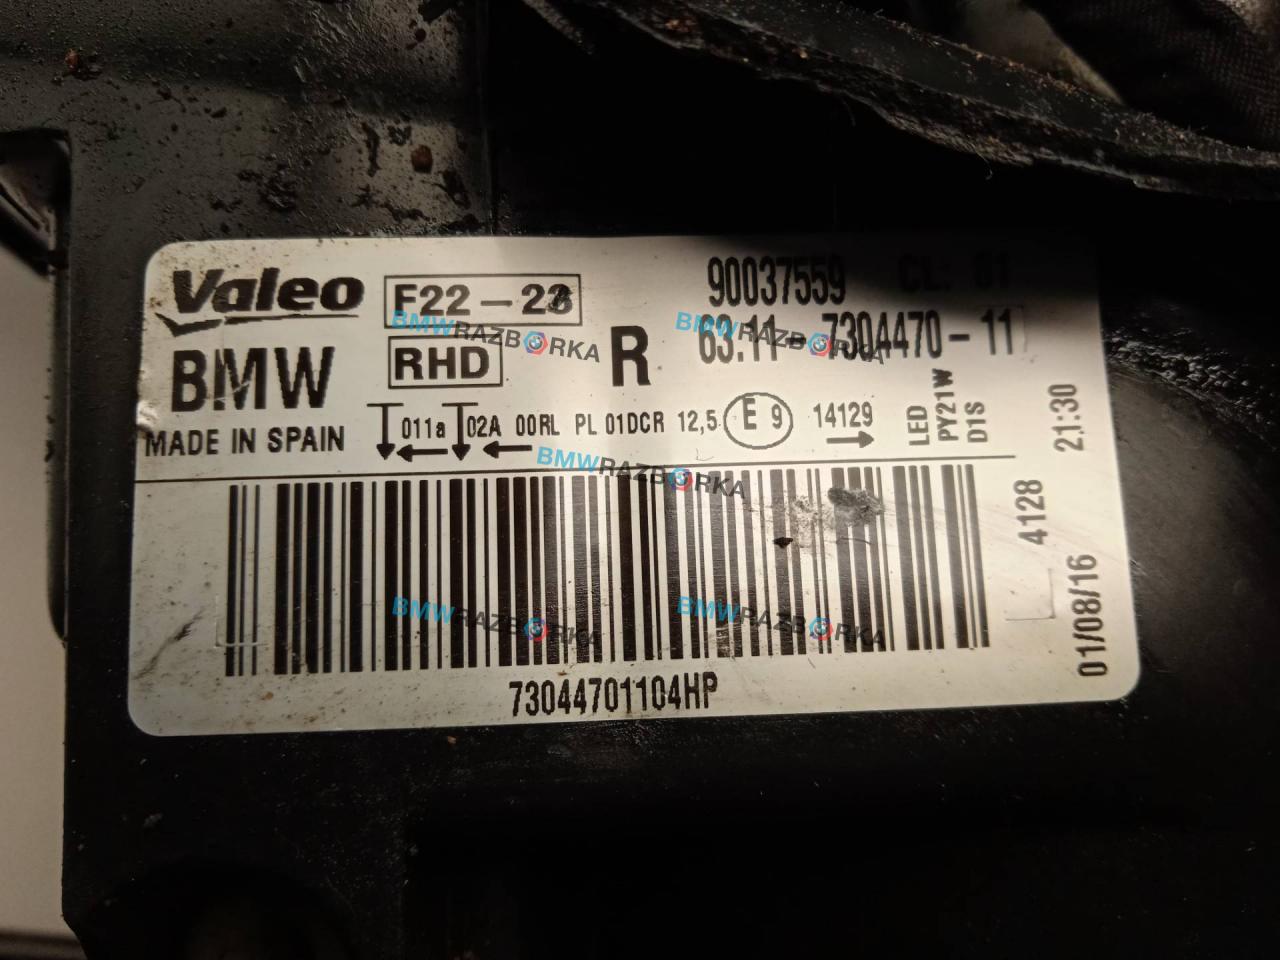 Valeo F22-23 90037559 CL: 01
BMW RHD R 63.11-7304470-11
MADE IN SPAIN 011a 02A 00RL PL 01DCR 12,5 E9 14129
LED
PY21W
D1S
21:30
4128
01/08/16
73044701104HP
BMWRAZBORKA
BMWRAZBORKA
BMWRAZBORKA
BMWRAZBORKA
BMWRAZBORKA